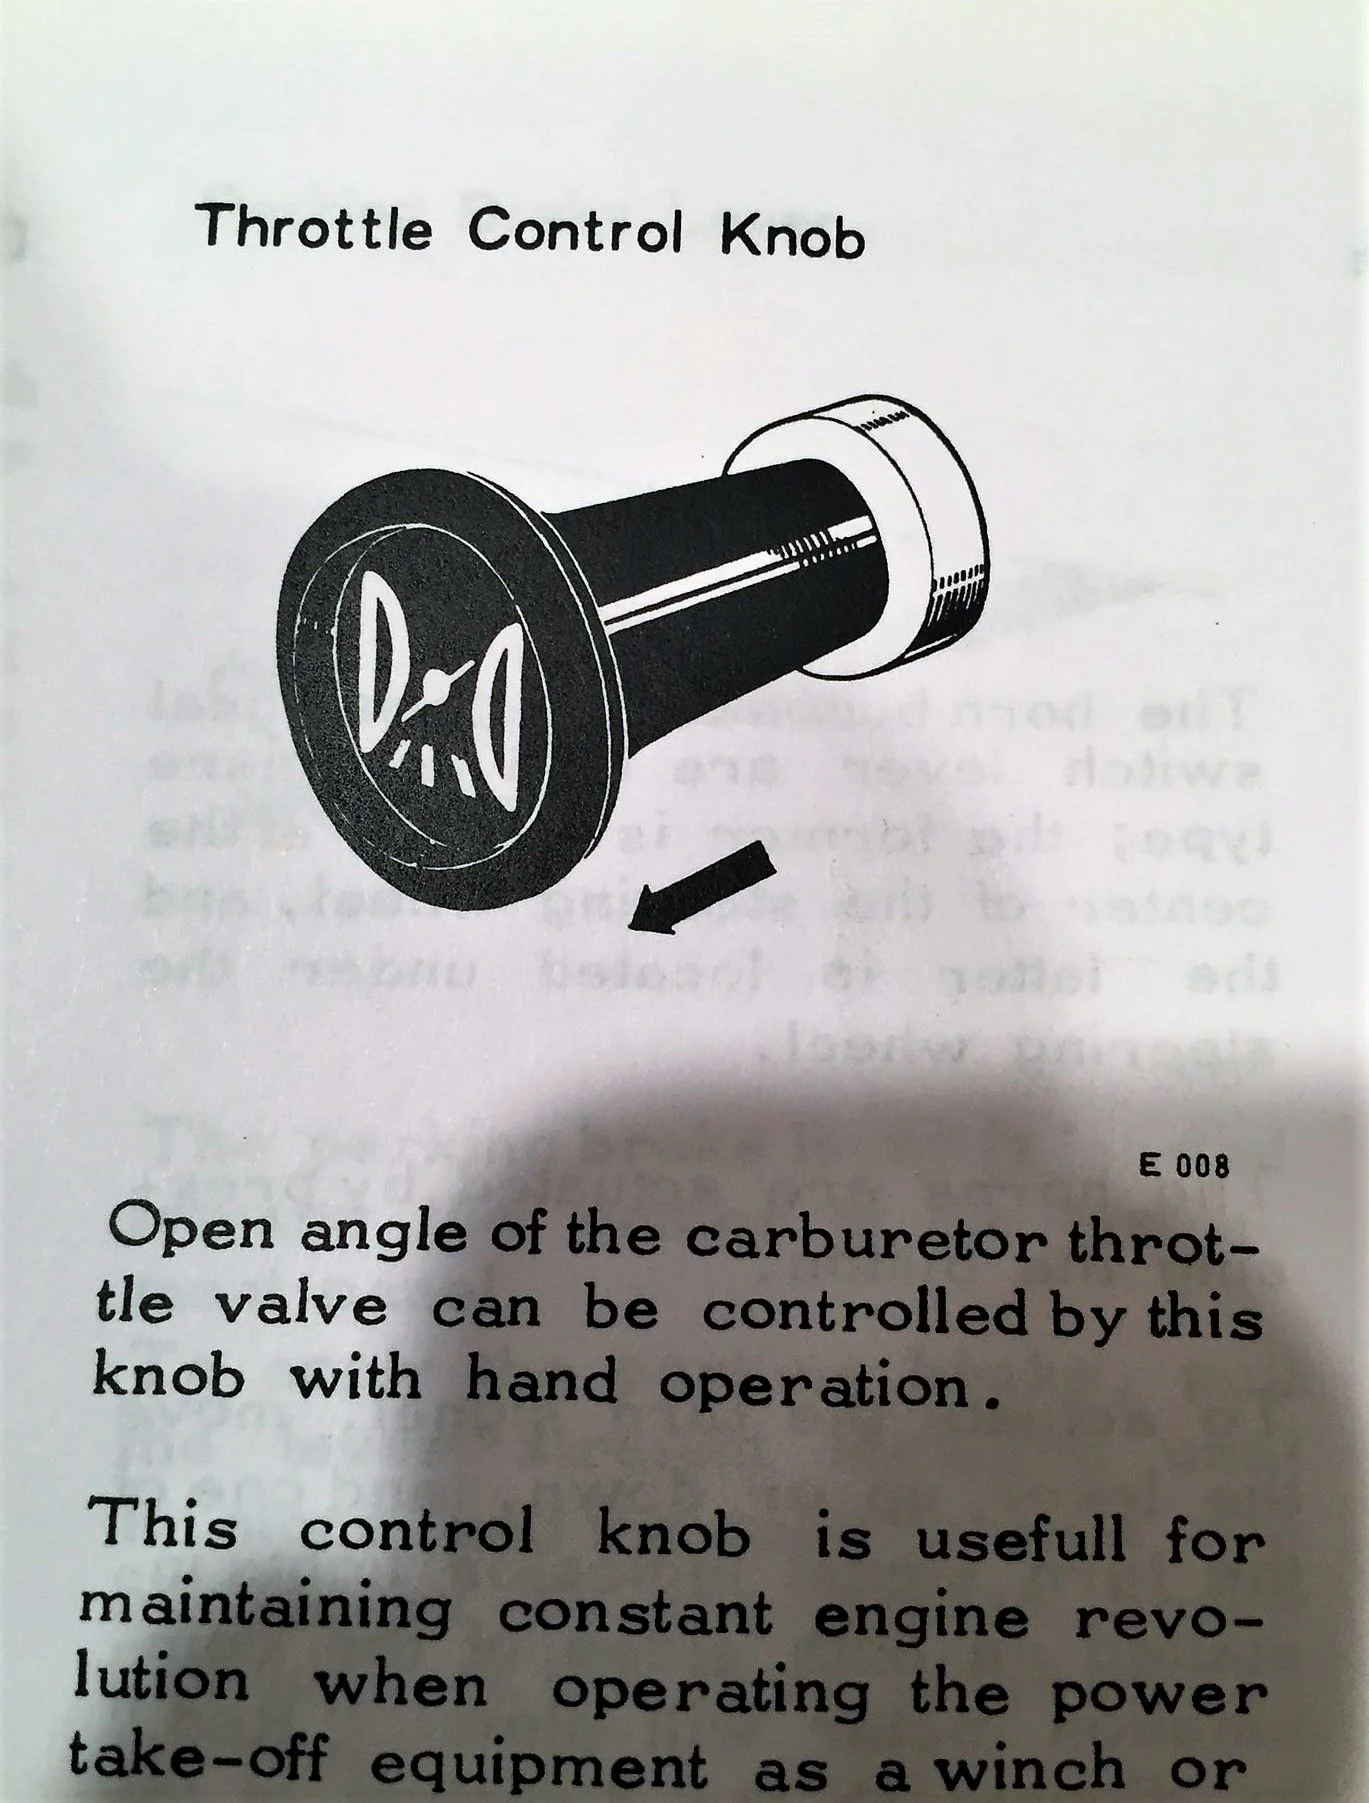 Throttle Control Knob
E 008
Open angle of the carburetor throt-
tle valve can be controlled by this
knob with hand operation.
This control knob is usefull for
maintaining constant engine revo-
lution when operating the power
take-off equipment as a winch or